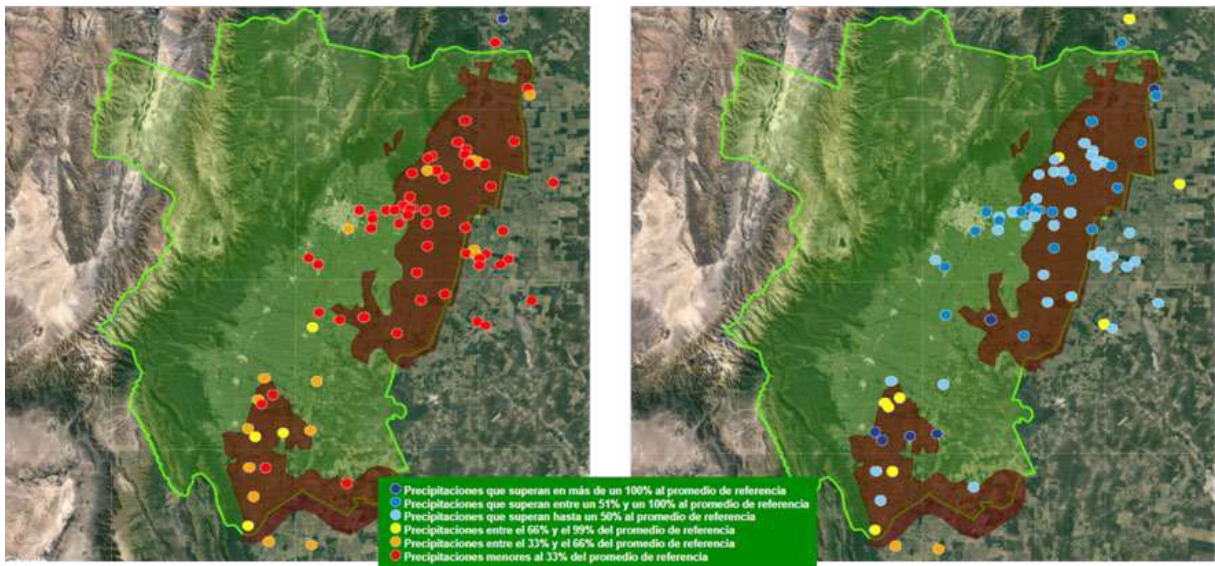 Precipitaciones que superan en más de un 100% al promedio de referencia
Precipitaciones que superan entre un 51% y un 100% al promedio de referencia
Precipitaciones que superan hasta un 50% al promedio de referencia
Precipitaciones entre el 66% y el 99% del promedio de referencia
Precipitaciones entre el 33% y el 66% del promedio de referencia
Precipitaciones menores al 33% del promedio de referencia